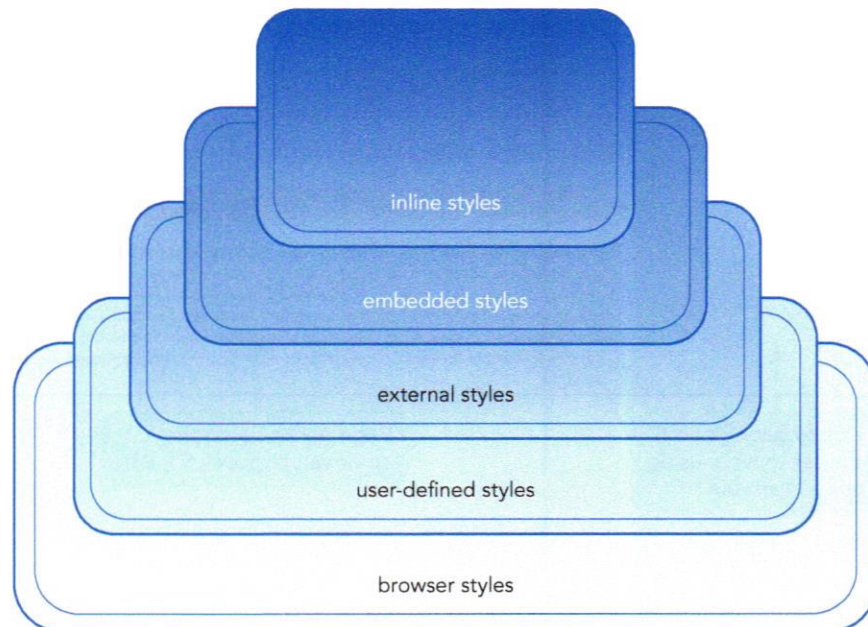 inline styles
embedded styles
external styles
user-defined styles
browser styles